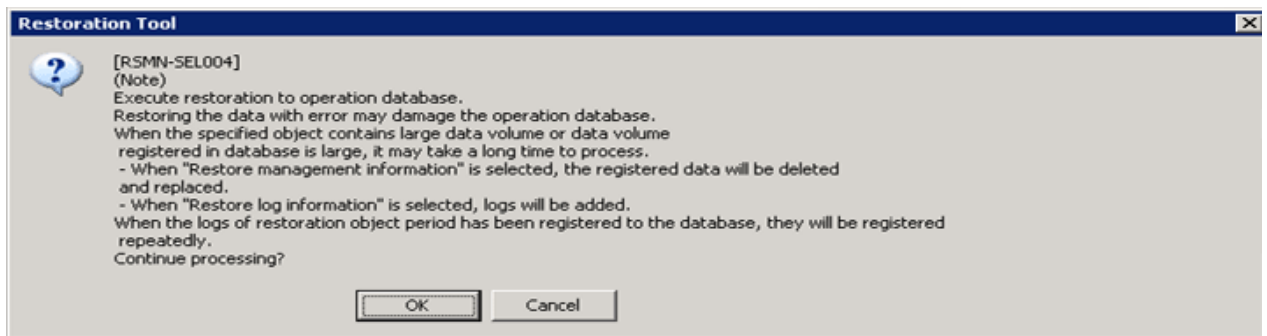 Restoration Tool
[RSMN-SEL004]
(Note)
Execute restoration to operation database.
Restoring the data with error may damage the operation database.
When the specified object contains large data volume or data volume
registered in database is large, it may take a long time to process.
- When "Restore management information" is selected, the registered data will be deleted
and replaced.
- When "Restore log information" is selected, logs will be added.
When the logs of restoration object period has been registered to the database, they will be registered
repeatedly.
Continue processing?
OK Cancel